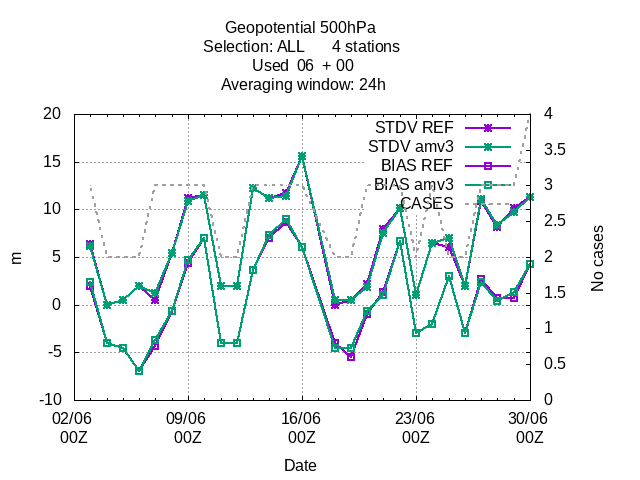 Geopotential 500hPa
Selection: ALL 4 stations
Used 06 + 00
Averaging window: 24h
20
15
10
5
0
-5
-10
m
4
3.5
3
2.5
2
1.5
1
0.5
0
No cases
STDV REF
STDV amv3
BIAS REF
BIAS amv3
CASES
02/06 09/06 16/06 23/06 30/06
00Z 00Z 00Z 00Z 00Z
Date